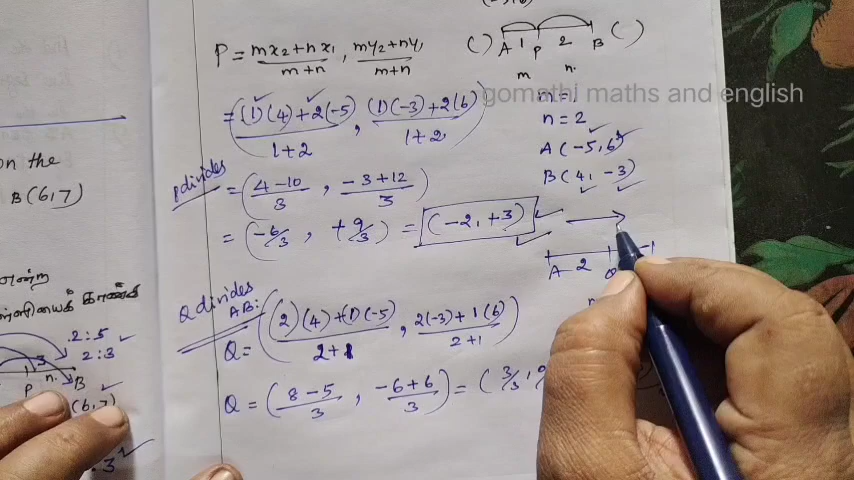 P = mx₂+nx₁/m+n, my₂+ny₁/m+n
( ) A 1 P 2 B ( )
m n
gomathi maths and english
m = 1
= ((1)(4)+2(-5)/1+2, (1)(-3)+2(6)/1+2)
n = 2
A(-5,6)
B(4, -3)
P divides
= (4-10/3, -3+12/3)
= (-6/3, +9/3) = (-2, +3)
A 2 Q 1
Q divides
AB:
Q = ((2)(4)+(1)(-5)/2+1, 2(-3)+1(6)/2+1)
Q = (8-5/3, -6+6/3) = (3/3, 0
on the
B(6,7)
என்ற
2:5
2:3
3
P n B
(6,7)